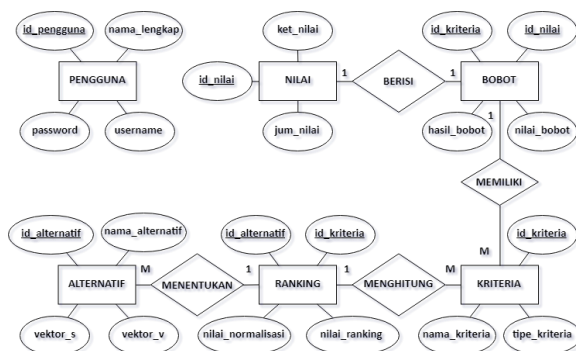 id_pengguna
nama_lengkap
PENGGUNA
password
username
ket_nilai
id_nilai
NILAI
jum_nilai
1
BERISI
1
id_kriteria
id_nilai
BOBOT
hasil_bobot
nilai_bobot
1
MEMILIKI
M
id_alternatif
nama_alternatif
ALTERNATIF
vektor_s
vektor_v
M
MENENTUKAN
1
id_alternatif
id_kriteria
RANKING
nilai_normalisasi
nilai_ranking
1
MENGHITUNG
M
id_kriteria
KRITERIA
nama_kriteria
tipe_kriteria